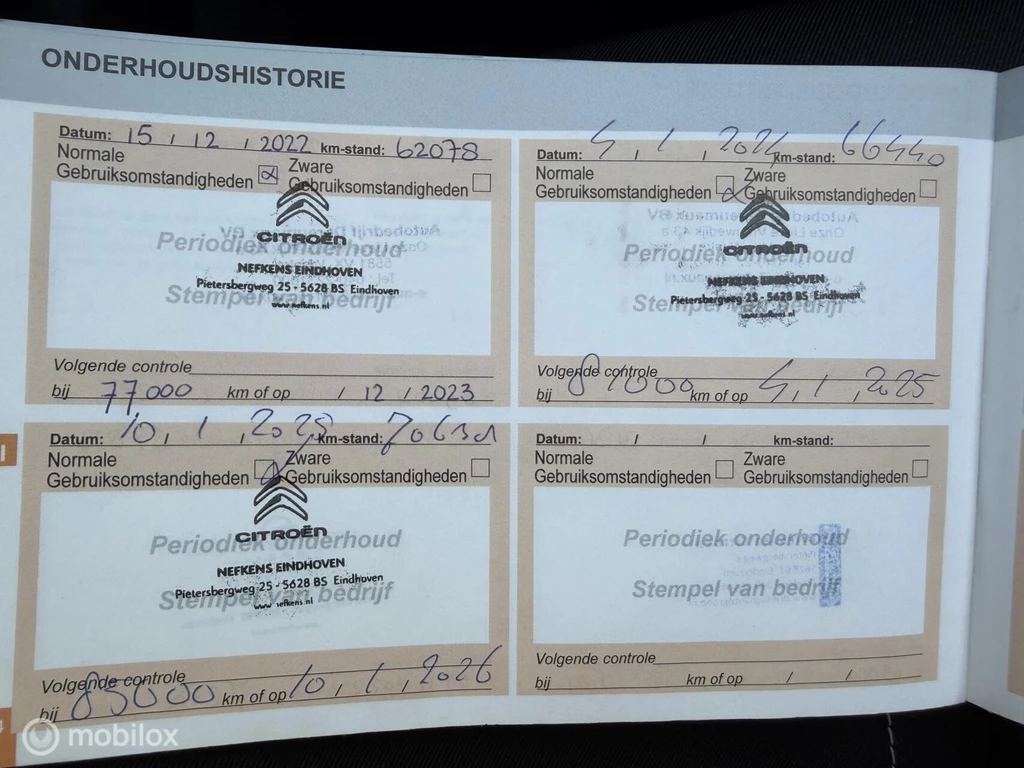 ONDERHOUDSHISTORIE
Datum: 15 / 12 / 2022 km-stand: 62078
Normale Zware
Gebruiksomstandigheden Gebruiksomstandigheden
CITROËN
Periodiek onderhoud
NEFKENS EINDHOVEN
Pietersbergweg 25 - 5628 BS Eindhoven
Stempel van bedrijf
www.nefkens.nl
Volgende controle
bij 77.000 km of op / 12 / 2023
Datum: 4 / 1 / 2024 km-stand: 66440
Normale Zware
Gebruiksomstandigheden Gebruiksomstandigheden
CITROËN
Periodiek onderhoud
NEFKENS EINDHOVEN
Pietersbergweg 25 - 5628 BS Eindhoven
Stempel van bedrijf
www.nefkens.nl
Volgende controle
bij 81000 km of op 4 / 1 / 2025
Datum: 10 / 1 / 2025 km-stand:
Normale Zware
Gebruiksomstandigheden Gebruiksomstandigheden
CITROËN
Periodiek onderhoud
NEFKENS EINDHOVEN
Pietersbergweg 25 - 5628 BS Eindhoven
Stempel van bedrijf
www.nefkens.nl
Volgende controle
bij 85000 km of op 10 / 1 / 2026
Datum: / / km-stand:
Normale Zware
Gebruiksomstandigheden Gebruiksomstandigheden
Periodiek onderhoud
Stempel van bedrijf
Volgende controle
bij km of op / /
mobilox